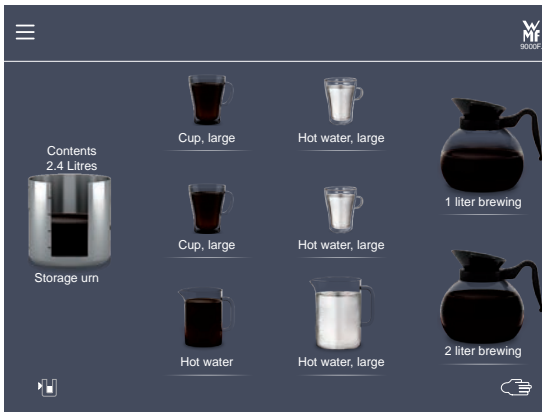 WMF
9000F
Cup, large
Hot water, large
Contents
2.4 Litres
1 liter brewing
Cup, large
Hot water, large
Storage urn
Hot water
Hot water, large
2 liter brewing